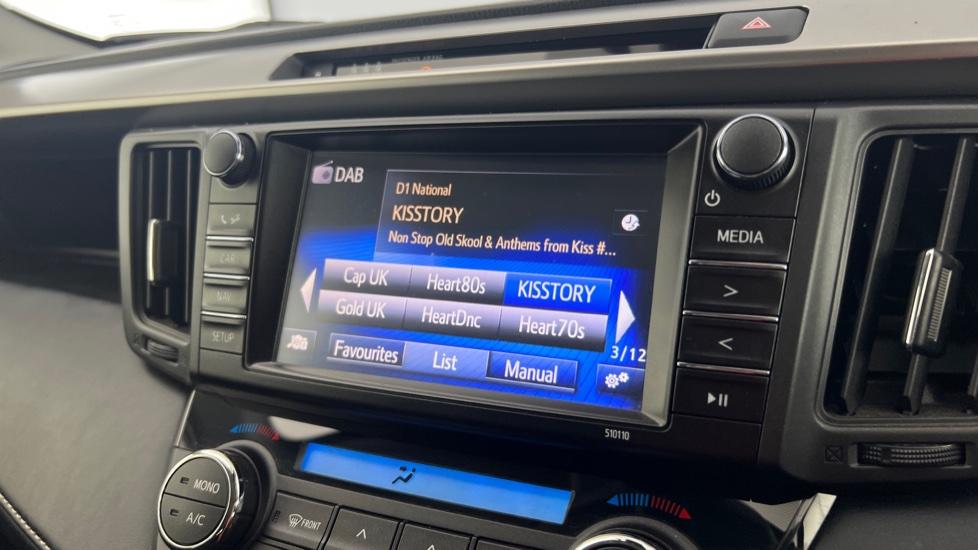 DAB
D1 National
KISSTORY
Non Stop Old Skool & Anthems from Kiss #...
Cap UK
Heart80s
KISSTORY
Gold UK
HeartDnc
Heart70s
3/12
Favourites
List
Manual
CAR
NAV
SETUP
MEDIA
>
<
510110
MONO
A/C
FRONT